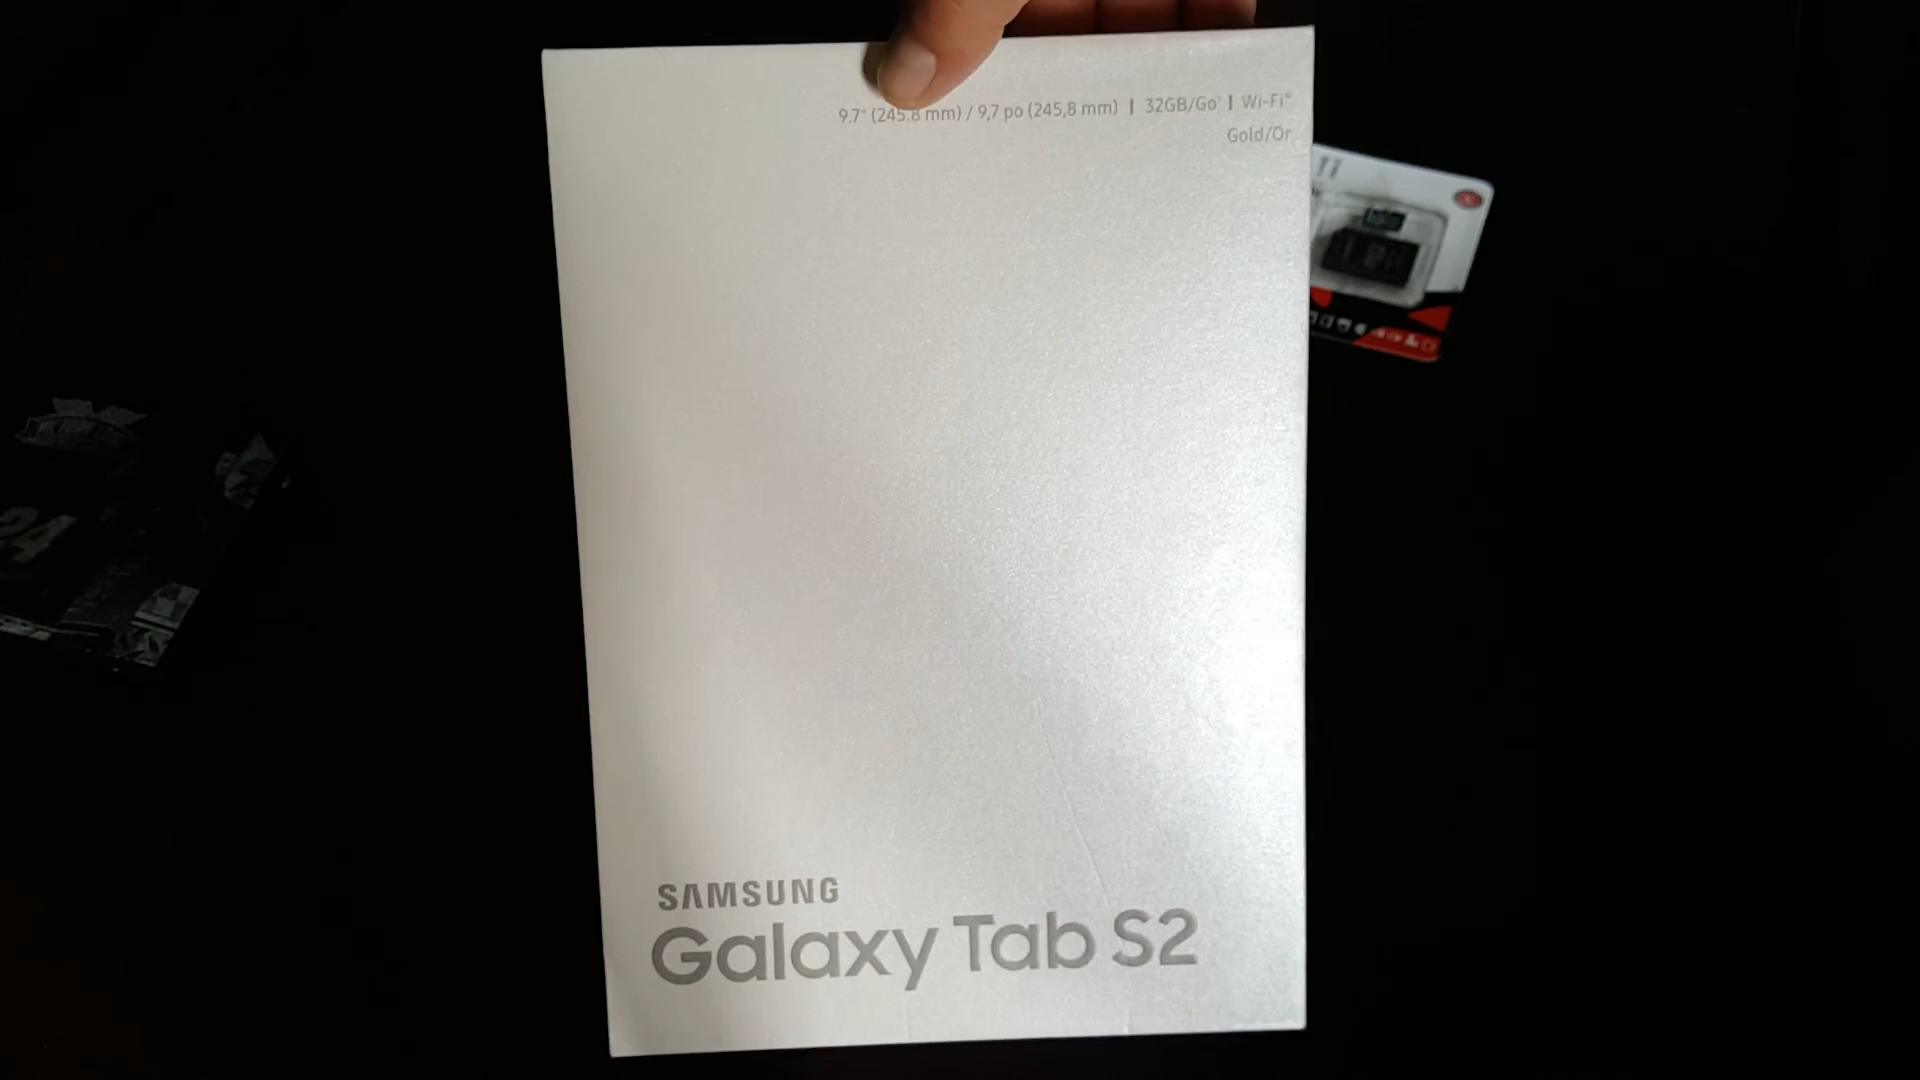 9.7" (245.8 mm) / 9,7 po (245,8 mm) | 32GB/Go¹ | Wi-Fi®
Gold/Or
SAMSUNG
Galaxy Tab S2
24